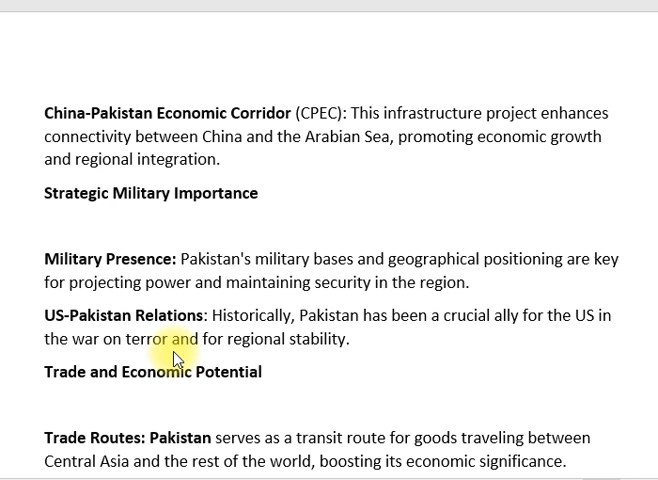 China-Pakistan Economic Corridor (CPEC): This infrastructure project enhances
connectivity between China and the Arabian Sea, promoting economic growth
and regional integration.
Strategic Military Importance
Military Presence: Pakistan's military bases and geographical positioning are key
for projecting power and maintaining security in the region.
US-Pakistan Relations: Historically, Pakistan has been a crucial ally for the US in
the war on terror and for regional stability.
Trade and Economic Potential
Trade Routes: Pakistan serves as a transit route for goods traveling between
Central Asia and the rest of the world, boosting its economic significance.